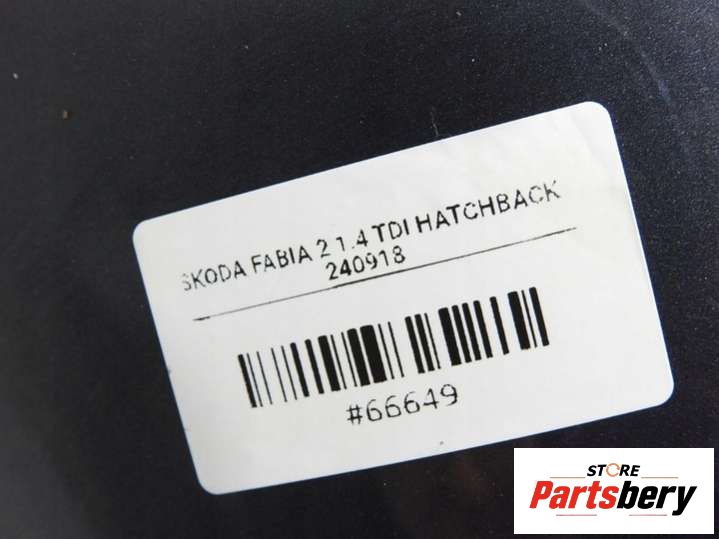 SKODA FABIA 2 1.4 TDI HATCHBACK
240918
#66649
STORE
Partsbery